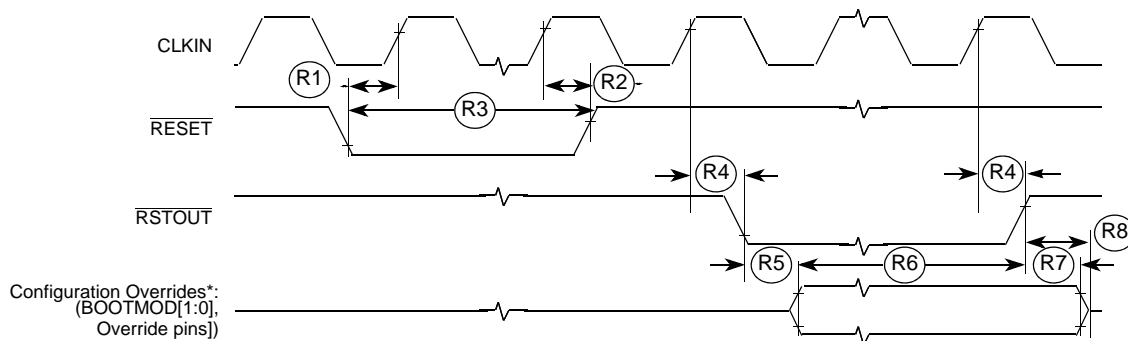 CLKIN
R1
R2
R3
RESET
R4
R4
RSTOUT
R8
R5
R6
R7
Configuration Overrides*:
(BOOTMOD[1:0],
Override pins])